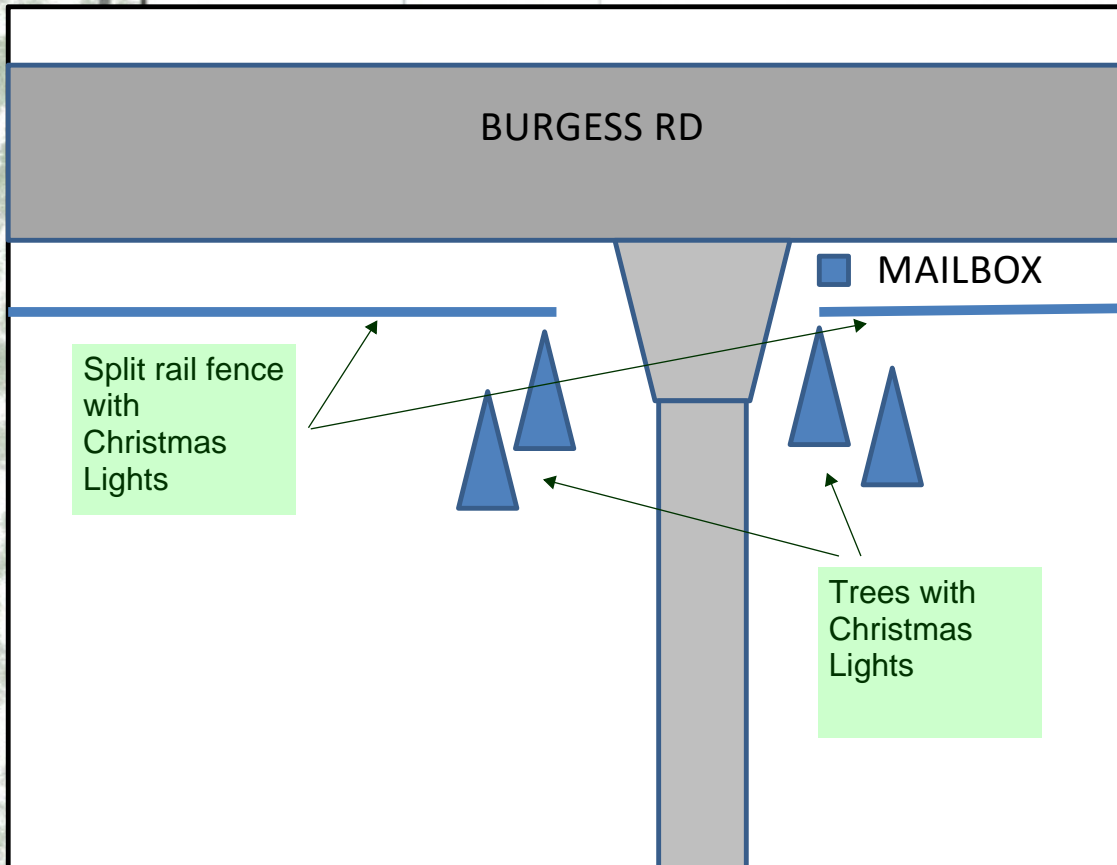 BURGESS RD
MAILBOX
Split rail fence
with
Christmas
Lights
Trees with
Christmas
Lights